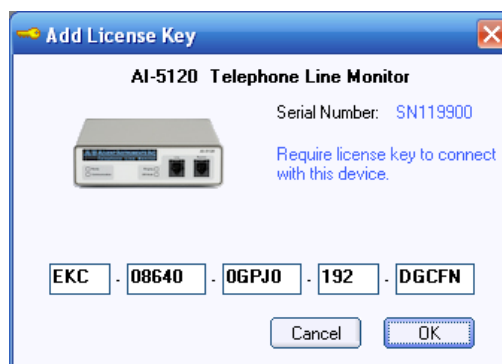 Add License Key
AI-5120 Telephone Line Monitor
Serial Number: SN119900
Require license key to connect
with this device.
EKC - 08640 - 0GPJ0 - 192 - DGCFN
Cancel OK